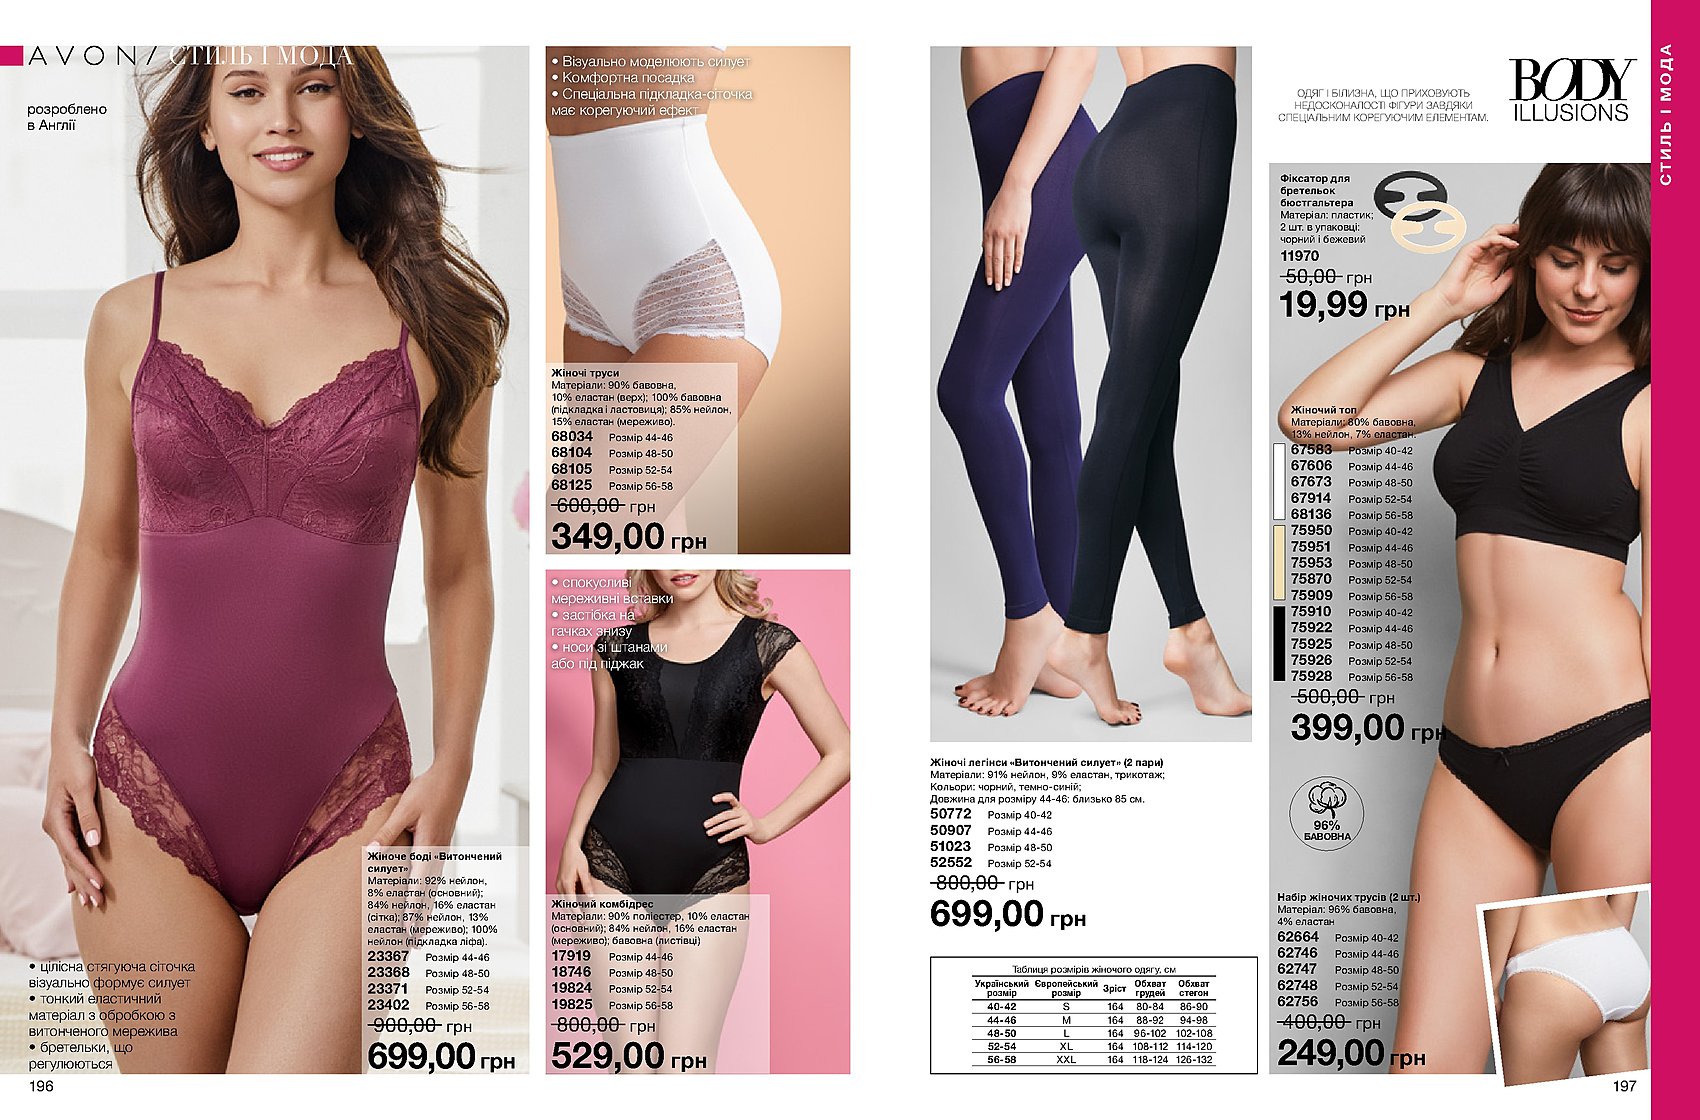 AVON / СТИЛЬ І МОДА
розроблено
в Англії
Жіноче боді «Витончений
силует»
Матеріали: 92% нейлон,
8% еластан (основний);
84% нейлон, 16% еластан
(сітка); 87% нейлон, 13%
еластан (мереживо); 100%
нейлон (підкладка ліфа).
23367 Розмір 44-46
23368 Розмір 48-50
23371 Розмір 52-54
23402 Розмір 56-58
900,00 грн
699,00 грн
• цілісна стягуюча сіточка
візуально формує силует
• тонкий еластичний
матеріал з обробкою з
витонченого мережива
• бретельки, що
регулюються
196
• Візуально моделюють силует
• Комфортна посадка
• Спеціальна підкладка-сіточка
має корегуючий ефект
Жіночі труси
Матеріали: 90% бавовна,
10% еластан (верх); 100% бавовна
(підкладка і ластовиця); 85% нейлон,
15% еластан (мереживо).
68034 Розмір 44-46
68104 Розмір 48-50
68105 Розмір 52-54
68125 Розмір 56-58
600,00 грн
349,00 грн
• спокусливі
мереживні вставки
• застібка на
гачках знизу
• носи зі штанами
або під піджак
Жіночий комбідрес
Матеріали: 90% поліестер, 10% еластан
(основний); 84% нейлон, 16% еластан
(мереживо); бавовна (листівці)
17919 Розмір 44-46
18746 Розмір 48-50
19824 Розмір 52-54
19825 Розмір 56-58
800,00 грн
529,00 грн
Жіночі легінси «Витончений силует» (2 пари)
Матеріали: 91% нейлон, 9% еластан, трикотаж;
Кольори: чорний, темно-синій;
Довжина для розміру 44-46: близько 85 см.
50772 Розмір 40-42
50907 Розмір 44-46
51023 Розмір 48-50
52552 Розмір 52-54
800,00 грн
699,00 грн
Таблиця розмірів жіночого одягу, см
Український розмір Європейський розмір Зріст Обхват грудей Обхват стегон
40-42 S 164 80-84 86-90
44-46 M 164 88-92 94-98
48-50 L 164 96-102 102-108
52-54 XL 164 108-112 114-120
56-58 XXL 164 118-124 126-132
ОДЯГ І БІЛИЗНА, ЩО ПРИХОВУЮТЬ
НЕДОСКОНАЛОСТІ ФІГУРИ ЗАВДЯКИ
СПЕЦІАЛЬНИМ КОРЕГУЮЧИМ ЕЛЕМЕНТАМ.
BODY
ILLUSIONS
СТИЛЬ І МОДА
Фіксатор для
бретельок
бюстгальтера
Матеріал: пластик;
2 шт. в упаковці:
чорний і бежевий
11970
50,00 грн
19,99 грн
Жіночий топ
Матеріали: 80% бавовна,
13% нейлон, 7% еластан.
67583 Розмір 40-42
67606 Розмір 44-46
67673 Розмір 48-50
67914 Розмір 52-54
68136 Розмір 56-58
75950 Розмір 40-42
75951 Розмір 44-46
75953 Розмір 48-50
75870 Розмір 52-54
75909 Розмір 56-58
75910 Розмір 40-42
75922 Розмір 44-46
75925 Розмір 48-50
75926 Розмір 52-54
75928 Розмір 56-58
500,00 грн
399,00 грн
96%
БАВОВНА
Набір жіночих трусів (2 шт.)
Матеріал: 96% бавовна,
4% еластан
62664 Розмір 40-42
62746 Розмір 44-46
62747 Розмір 48-50
62748 Розмір 52-54
62756 Розмір 56-58
400,00 грн
249,00 грн
197